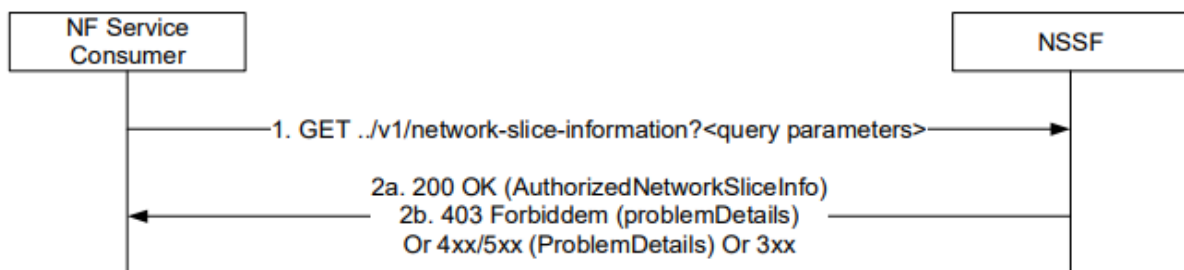 NF Service
Consumer
NSSF
1. GET ../v1/network-slice-information?<query parameters>
2a. 200 OK (AuthorizedNetworkSliceInfo)
2b. 403 Forbiddem (problemDetails)
Or 4xx/5xx (ProblemDetails) Or 3xx